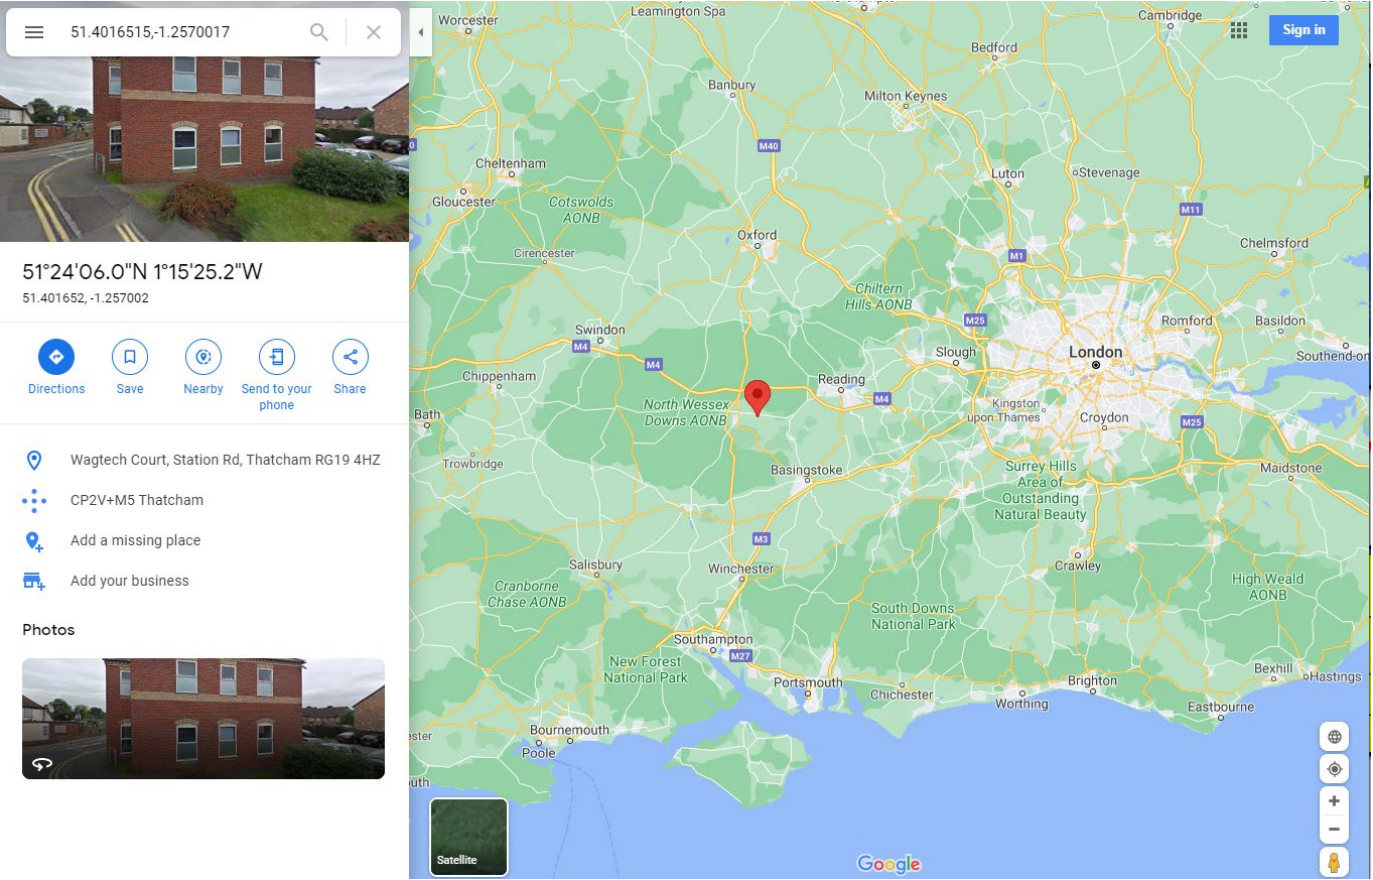 51.4016515,-1.2570017
51°24'06.0"N 1°15'25.2"W
51.401652, -1.257002
Directions
Save
Nearby
Send to your
phone
Share
Wagtech Court, Station Rd, Thatcham RG19 4HZ
CP2V+M5 Thatcham
Add a missing place
Add your business
Photos
Worcester
Leamington Spa
Cambridge
Sign in
Bedford
Banbury
Milton Keynes
M40
Cheltenham
Luton
Stevenage
Gloucester
Cotswolds
AONB
M11
Oxford
Chelmsford
Cirencester
M1
Chiltern
Hills AONB
M25
Romford
Basildon
Swindon
M4
Slough
London
Southend-on
M4
Chippenham
Reading
M4
North Wessex
Downs AONB
Kingston
upon Thames
Croydon
M25
Bath
Trowbridge
Basingstoke
Surrey Hills
Area of
Outstanding
Natural Beauty
Maidstone
M3
Salisbury
Winchester
Crawley
Cranborne
Chase AONB
High Weald
AONB
South Downs
National Park
Southampton
M27
New Forest
National Park
Portsmouth
Chichester
Worthing
Brighton
Bexhill
Hastings
Eastbourne
ester
Bournemouth
Poole
outh
Satellite
Google